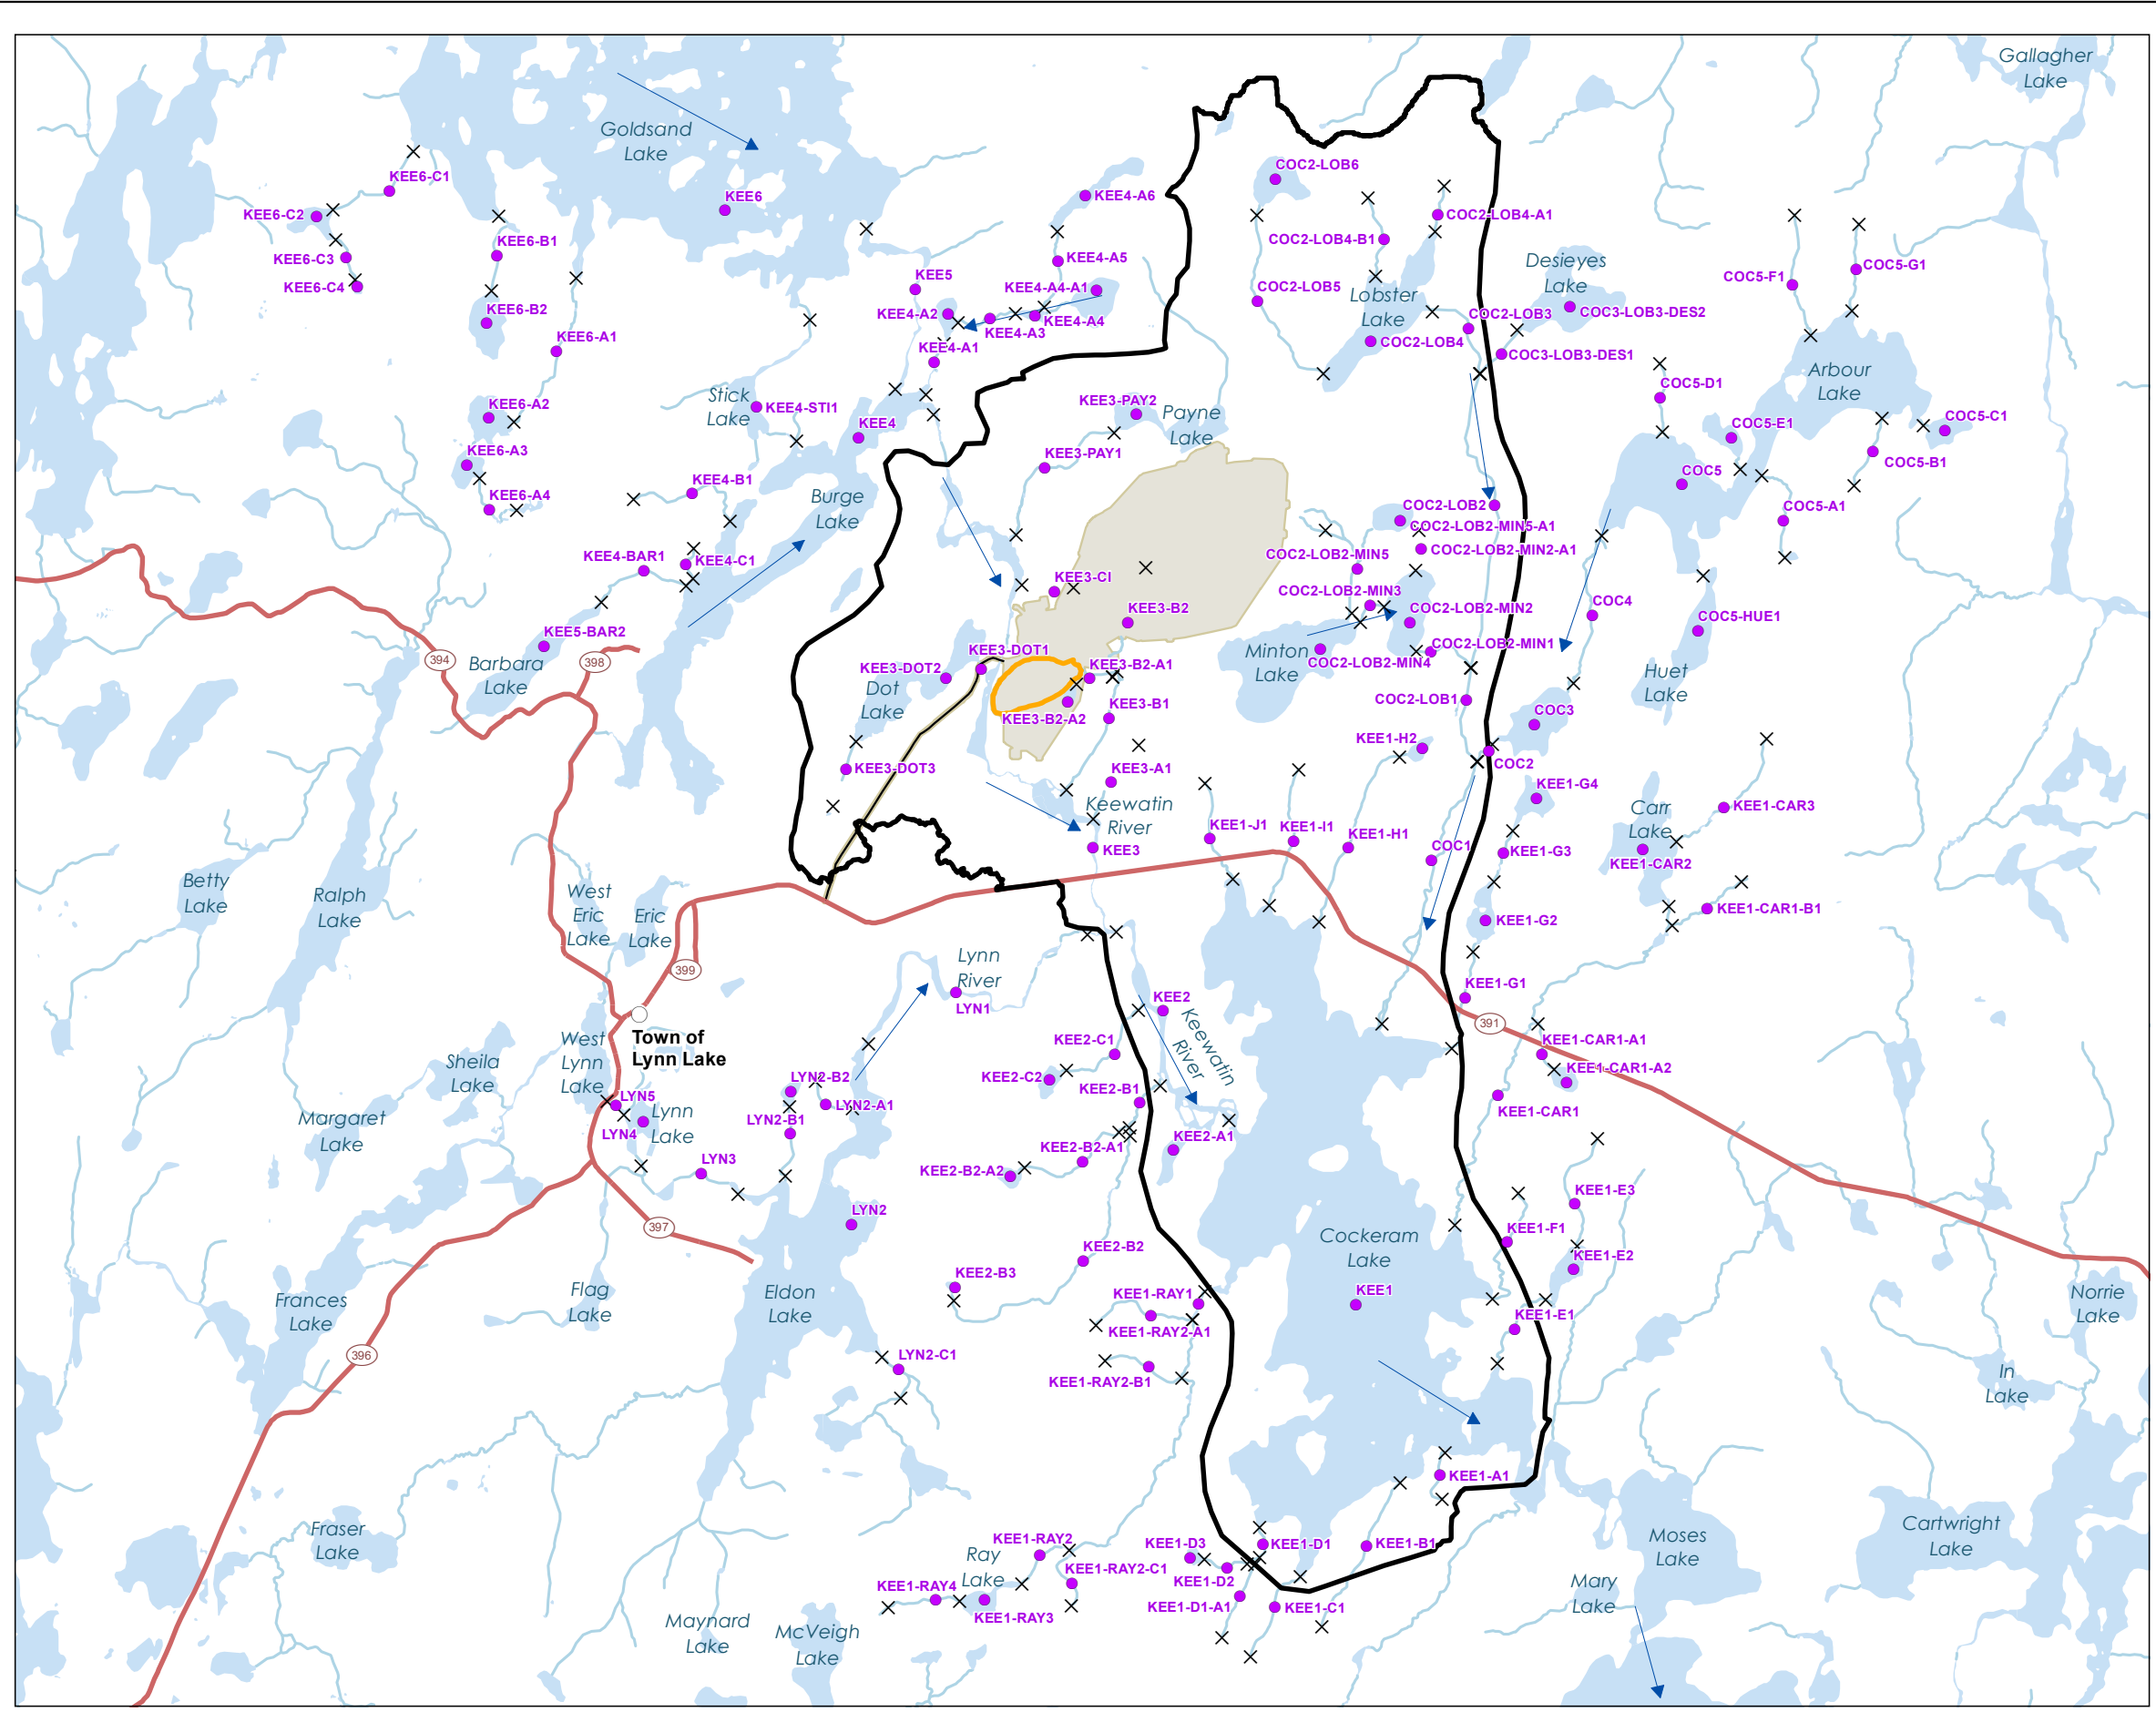 Gallagher
Lake
Goldsand
Lake
KEE6-C1
KEE6-C2
KEE6-C3
KEE6-C4
KEE6
KEE6-B1
KEE6-B2
KEE6-A1
KEE6-A2
KEE6-A3
KEE6-A4
KEE4-A6
KEE4-A5
KEE5
KEE4-A4-A1
KEE4-A2
KEE4-A3
KEE4-A4
KEE4-A1
COC2-LOB6
COC2-LOB4-A1
COC2-LOB4-B1
COC2-LOB5
Lobster
Lake
COC2-LOB4
COC2-LOB3
Desieyes
Lake
COC3-LOB3-DES2
COC3-LOB3-DES1
COC5-F1
COC5-G1
Arbour
Lake
COC5-D1
COC5-E1
COC5-C1
COC5
COC5-B1
COC5-A1
Stick
Lake
KEE4-STI1
KEE4
KEE3-PAY2
Payne
Lake
KEE3-PAY1
KEE4-B1
Burge
Lake
KEE4-BAR1
KEE4-C1
KEE5-BAR2
Barbara
Lake
394
398
COC2-LOB2
COC2-LOB2-MIN5-A1
COC2-LOB2-MIN2-A1
COC2-LOB2-MIN5
COC2-LOB2-MIN3
COC2-LOB2-MIN2
COC2-LOB2-MIN1
COC2-LOB2-MIN4
Minton
Lake
COC4
COC5-HUE1
Huet
Lake
KEE3-CI
KEE3-B2
KEE3-DOT1
KEE3-DOT2
Dot
Lake
KEE3-B2-A1
KEE3-B1
KEE3-B2-A2
KEE3-DOT3
KEE3-A1
Keewatin
River
KEE3
COC2-LOB1
COC3
KEE1-H2
COC2
KEE1-G4
Carr
Lake
KEE1-CAR3
KEE1-CAR2
KEE1-J1
KEE1-I1
KEE1-H1
COC1
KEE1-G3
KEE1-CAR1-B1
KEE1-G2
KEE1-G1
391
Betty
Lake
Ralph
Lake
West
Eric
Lake
Eric
Lake
399
Lynn
River
LYN1
KEE2
Keewatin
River
Town of
Lynn Lake
West
Lynn
Lake
Sheila
Lake
Margaret
Lake
LYN5
LYN4
Lynn
Lake
LYN2-B2
LYN2-A1
LYN2-B1
LYN3
LYN2
KEE2-C1
KEE2-C2
KEE2-B1
KEE2-A1
KEE2-B2-A1
KEE2-B2-A2
KEE1-CAR1-A1
KEE1-CAR1-A2
KEE1-CAR1
397
KEE1-E3
KEE1-F1
KEE1-E2
Cockeram
Lake
KEE1
KEE1-E1
KEE2-B2
KEE2-B3
KEE1-RAY1
KEE1-RAY2-A1
KEE1-RAY2-B1
Flag
Lake
Eldon
Lake
Frances
Lake
396
LYN2-C1
Norrie
Lake
In
Lake
KEE1-A1
KEE1-B1
KEE1-D1
KEE1-D3
KEE1-D2
KEE1-D1-A1
KEE1-C1
KEE1-RAY2
Ray
Lake
KEE1-RAY2-C1
KEE1-RAY4
KEE1-RAY3
Fraser
Lake
Maynard
Lake
McVeigh
Lake
Moses
Lake
Mary
Lake
Cartwright
Lake